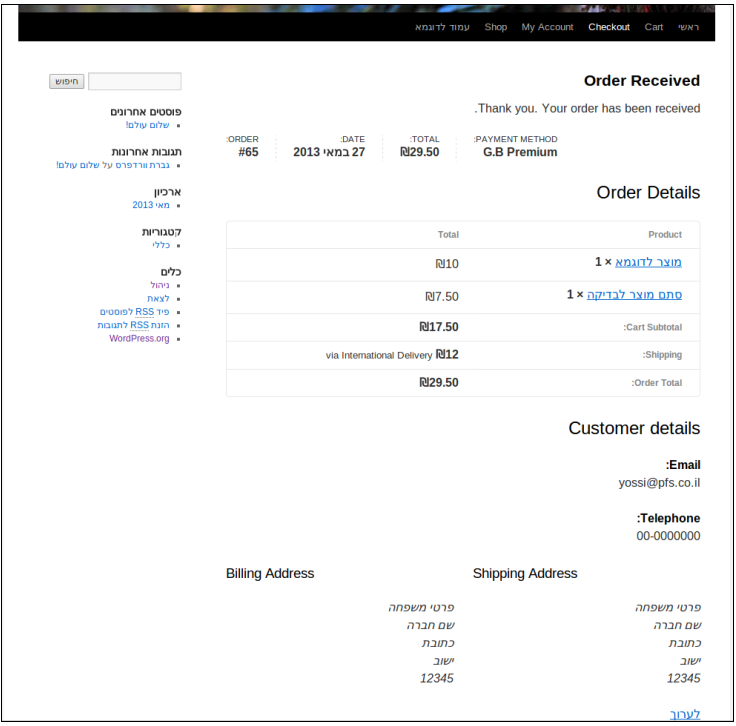 ראשי Cart Checkout My Account Shop עמוד לדוגמא
Order Received
Thank you. Your order has been received.
PAYMENT METHOD: TOTAL: DATE: ORDER:
G.B Premium ₪29.50 27 במאי 2013 #65
Order Details
Product Total
מוצר לדוגמא × 1 ₪10
סתם מוצר לבדיקה × 1 ₪7.50
Cart Subtotal: ₪17.50
Shipping: ₪12 via International Delivery
Order Total: ₪29.50
Customer details
Email:
yossi@pfs.co.il
Telephone:
00-0000000
Shipping Address
פרטי משפחה
שם חברה
כתובת
ישוב
12345
לערוך
Billing Address
פרטי משפחה
שם חברה
כתובת
ישוב
12345
חיפוש
פוסטים אחרונים
שלום עולם!
תגובות אחרונות
גברת וורדפרס על שלום עולם!
ארכיון
מאי 2013
קטגוריות
כללי
כלים
ניהול
לצאת
פיד RSS לפוסטים
הזנת RSS לתגובות
WordPress.org